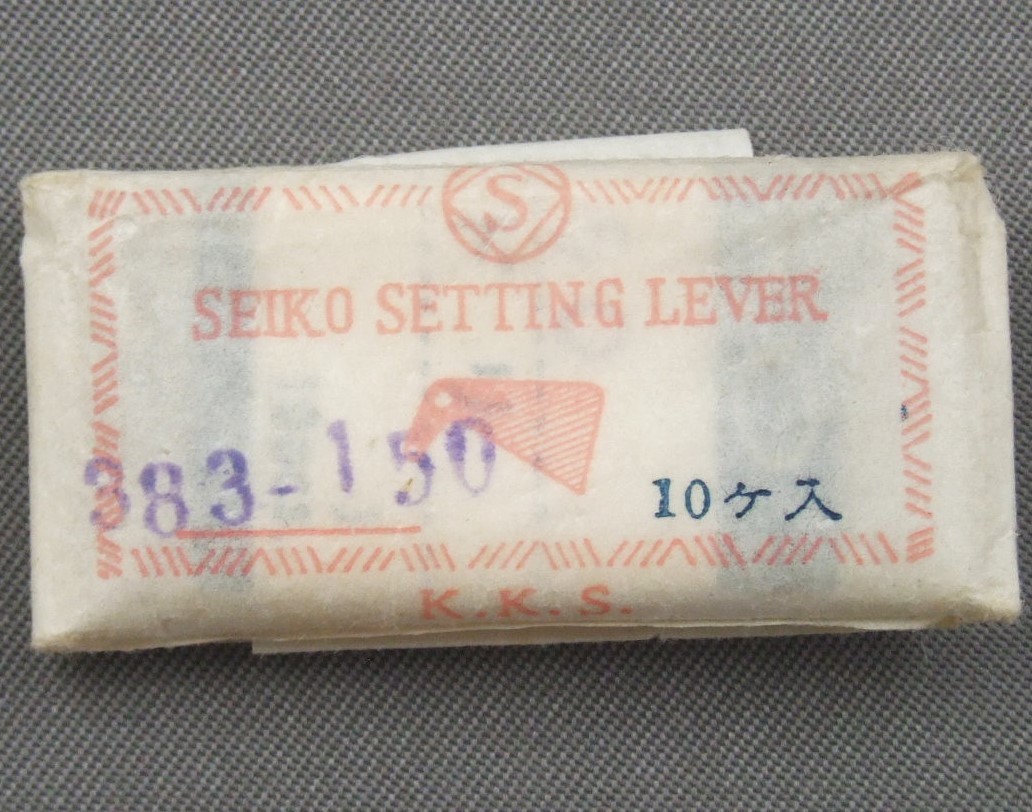 S
SEIKO SETTING LEVER
383-150
10ケ入
K.K.S.